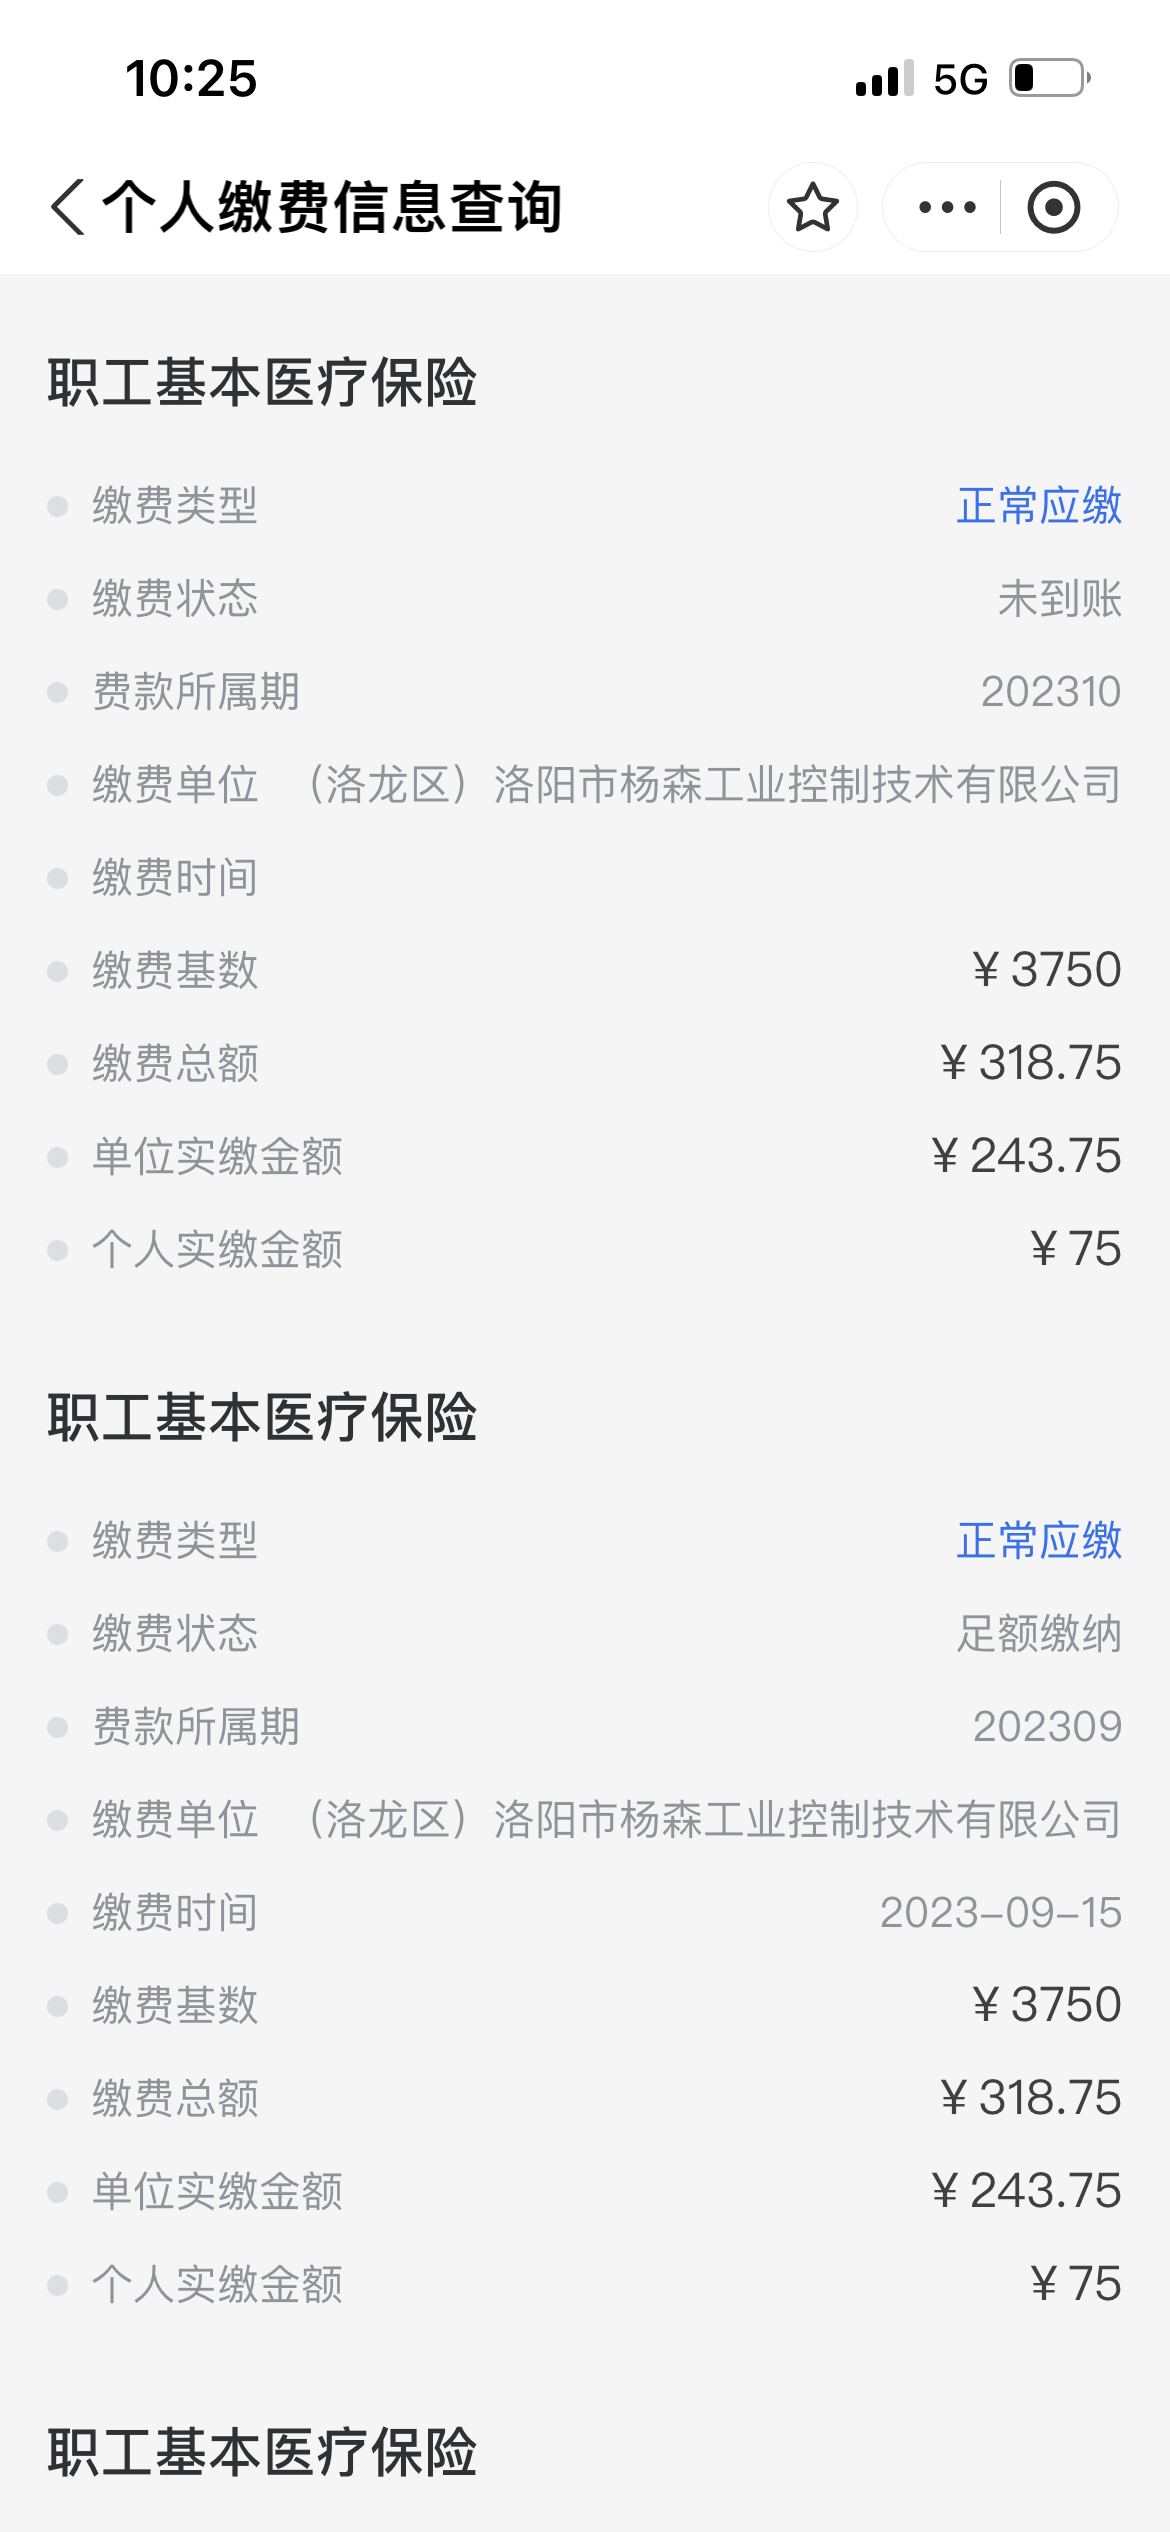 10:25 5G
个人缴费信息查询
职工基本医疗保险
缴费类型 正常应缴
缴费状态 未到账
费款所属期 202310
缴费单位 （洛龙区）洛阳市杨森工业控制技术有限公司
缴费时间
缴费基数 ¥ 3750
缴费总额 ¥ 318.75
单位实缴金额 ¥ 243.75
个人实缴金额 ¥ 75
职工基本医疗保险
缴费类型 正常应缴
缴费状态 足额缴纳
费款所属期 202309
缴费单位 （洛龙区）洛阳市杨森工业控制技术有限公司
缴费时间 2023-09-15
缴费基数 ¥ 3750
缴费总额 ¥ 318.75
单位实缴金额 ¥ 243.75
个人实缴金额 ¥ 75
职工基本医疗保险